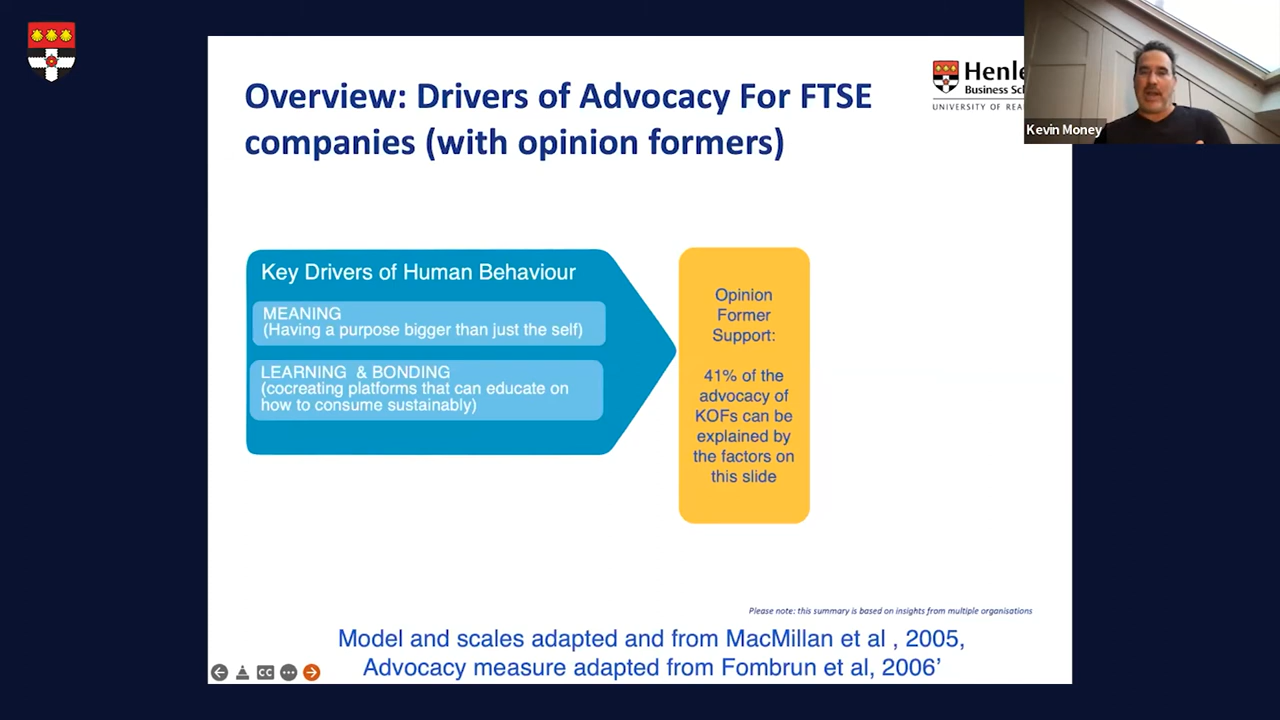 Overview: Drivers of Advocacy For FTSE
companies (with opinion formers)
Business
UNIVERSITY OF
Kevin Money
Key Drivers of Human Behaviour
MEANING
(Having a purpose bigger than just the self)
LEARNING & BONDING
(cocreating platforms that can educate on
how to consume sustainably)
Opinion
Former
Support:
41% of the
advocacy of
KOFs can be
explained by
the factors on
this slide
Please note: this summary is based on insights from multiple organisations
Model and scales adapted and from MacMillan et al , 2005,
Advocacy measure adapted from Fombrun et al, 2006’
CC